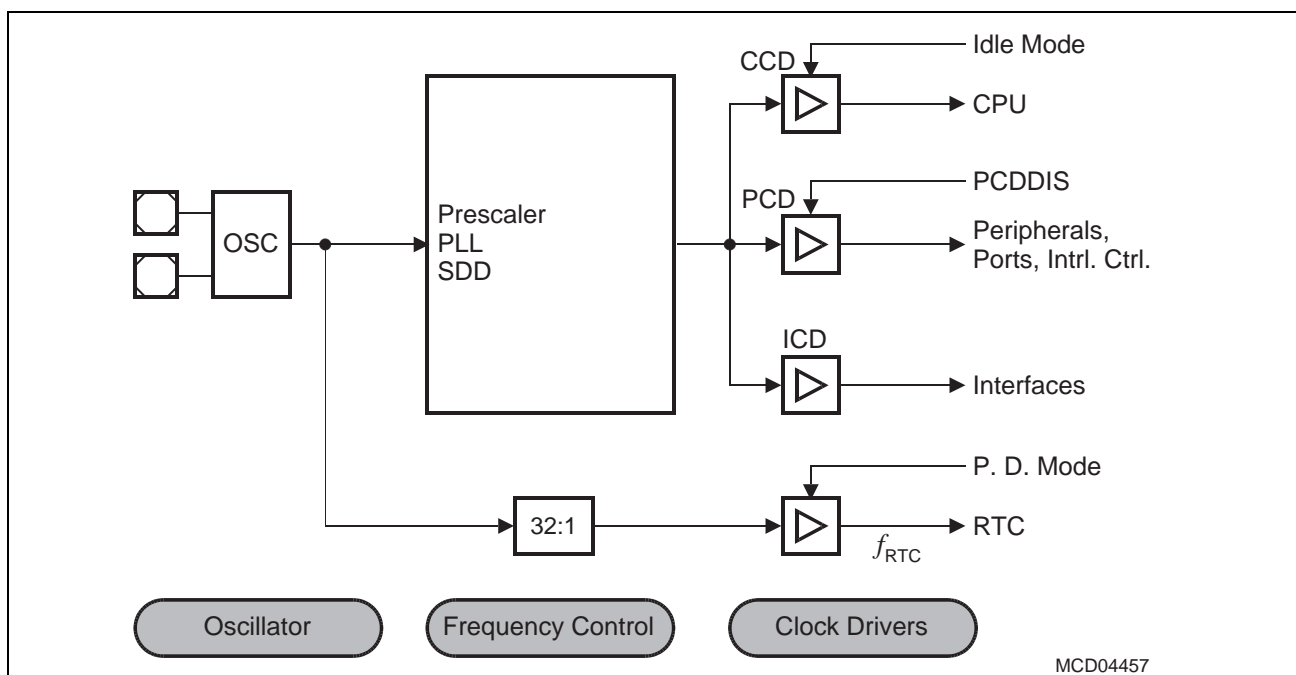 Idle Mode
CCD
CPU
PCDDIS
PCD
Peripherals,
Ports, Intrl. Ctrl.
OSC
Prescaler
PLL
SDD
ICD
Interfaces
P. D. Mode
32:1
RTC
fRTC
Oscillator
Frequency Control
Clock Drivers
MCD04457